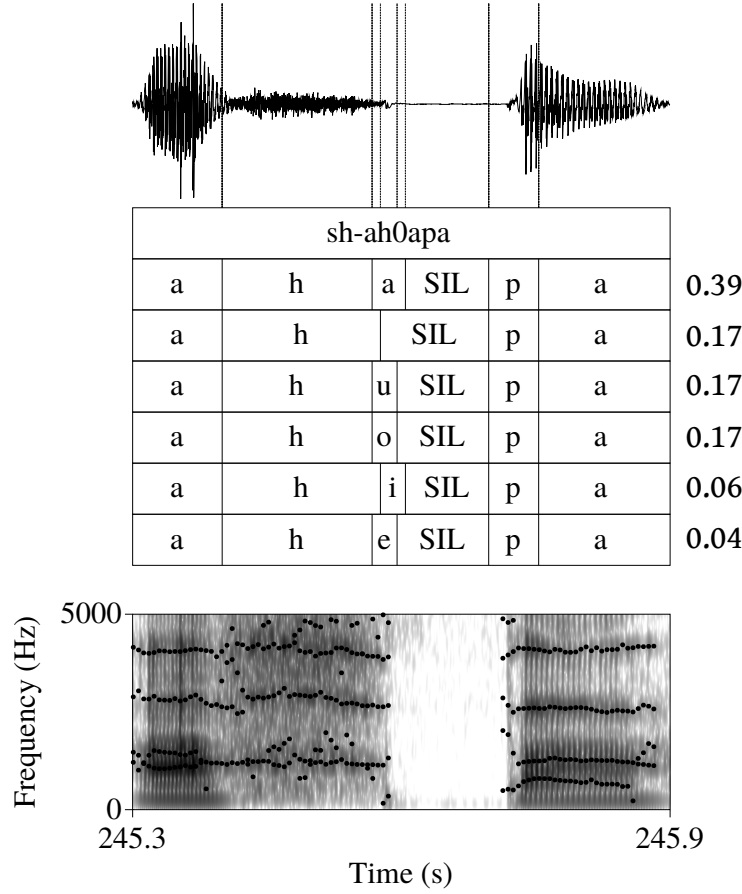 sh-ah0apa
a h a SIL p a 0.39
a h SIL p a 0.17
a h u SIL p a 0.17
a h o SIL p a 0.17
a h i SIL p a 0.06
a h e SIL p a 0.04
5000
Frequency (Hz)
0
245.3 245.9
Time (s)